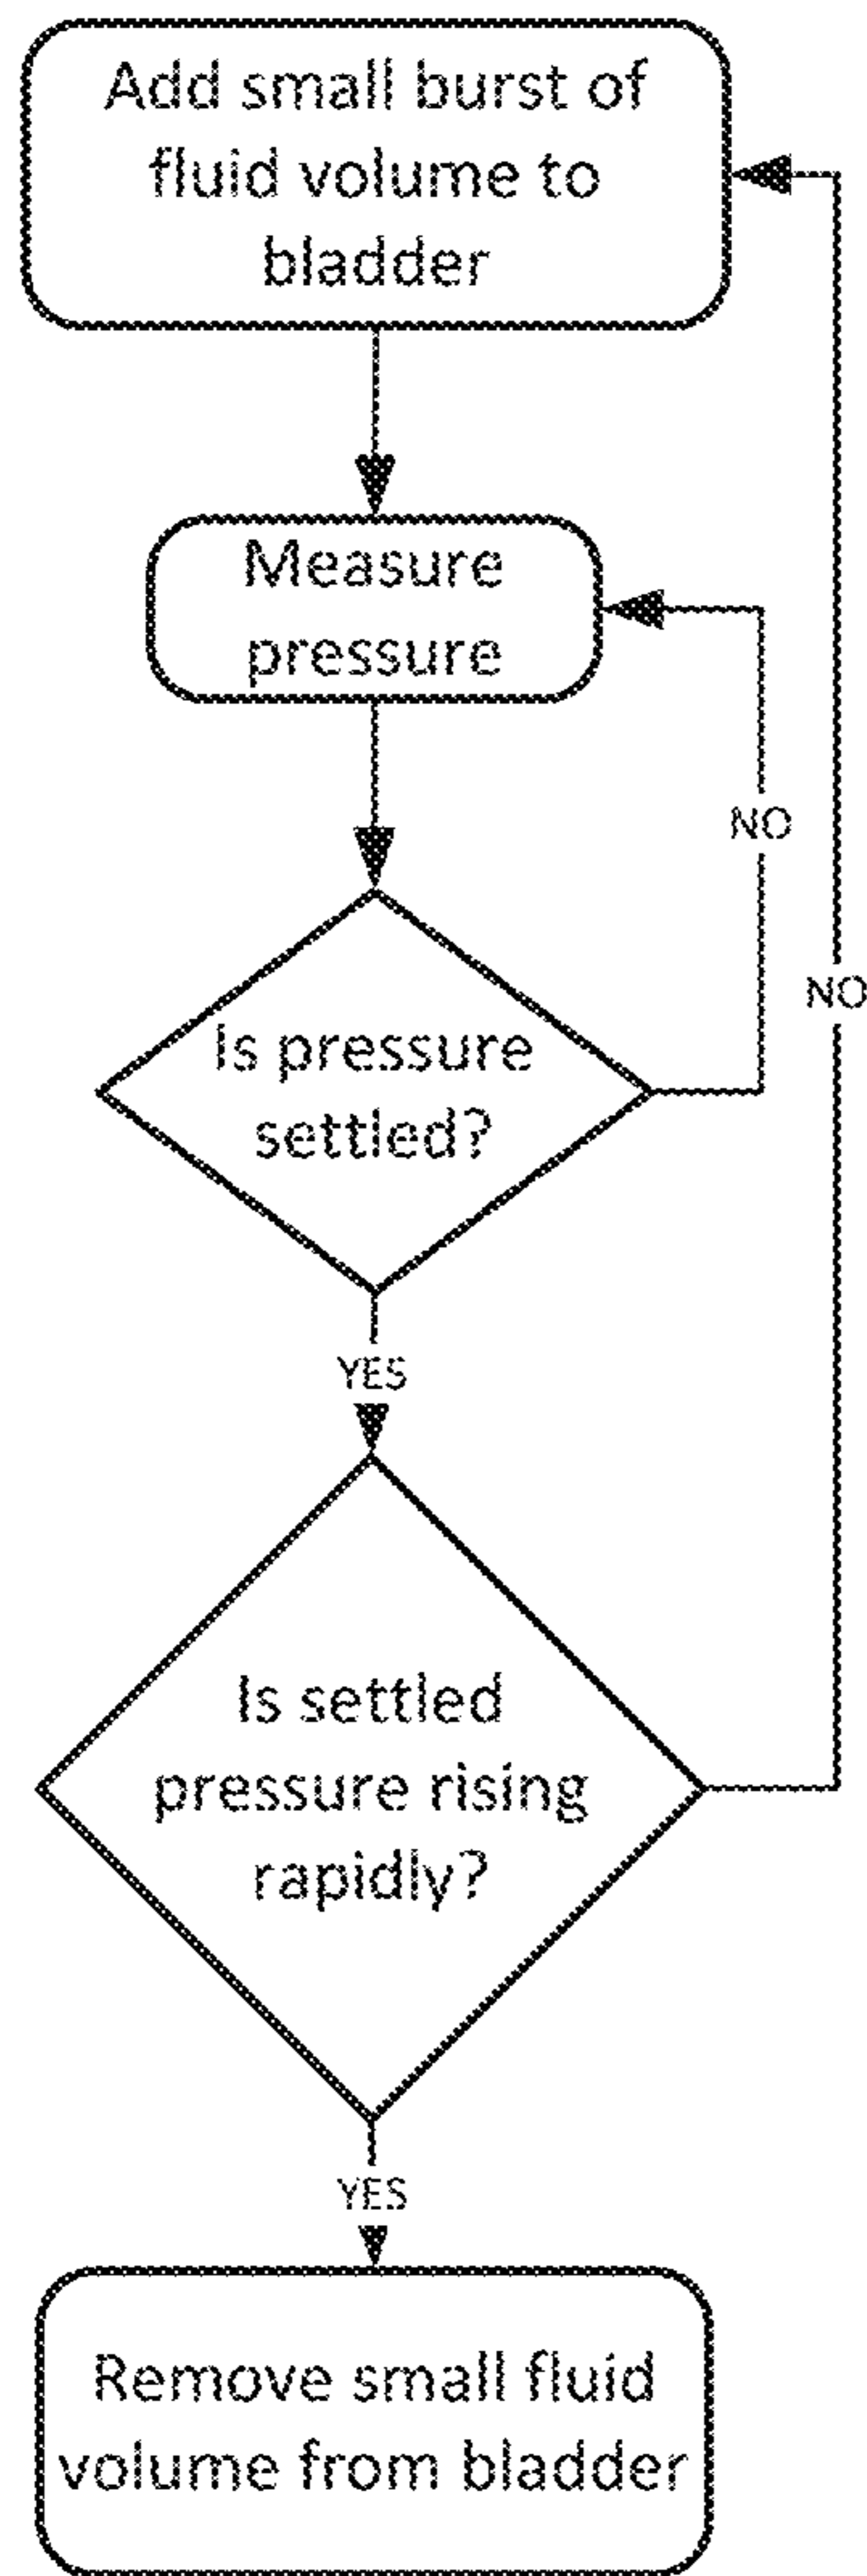 Add small burst of
fluid volume to
bladder
Measure
pressure
NO
NO
Is pressure
settled?
YES
Is settled
pressure rising
rapidly?
YES
Remove small fluid
volume from bladder